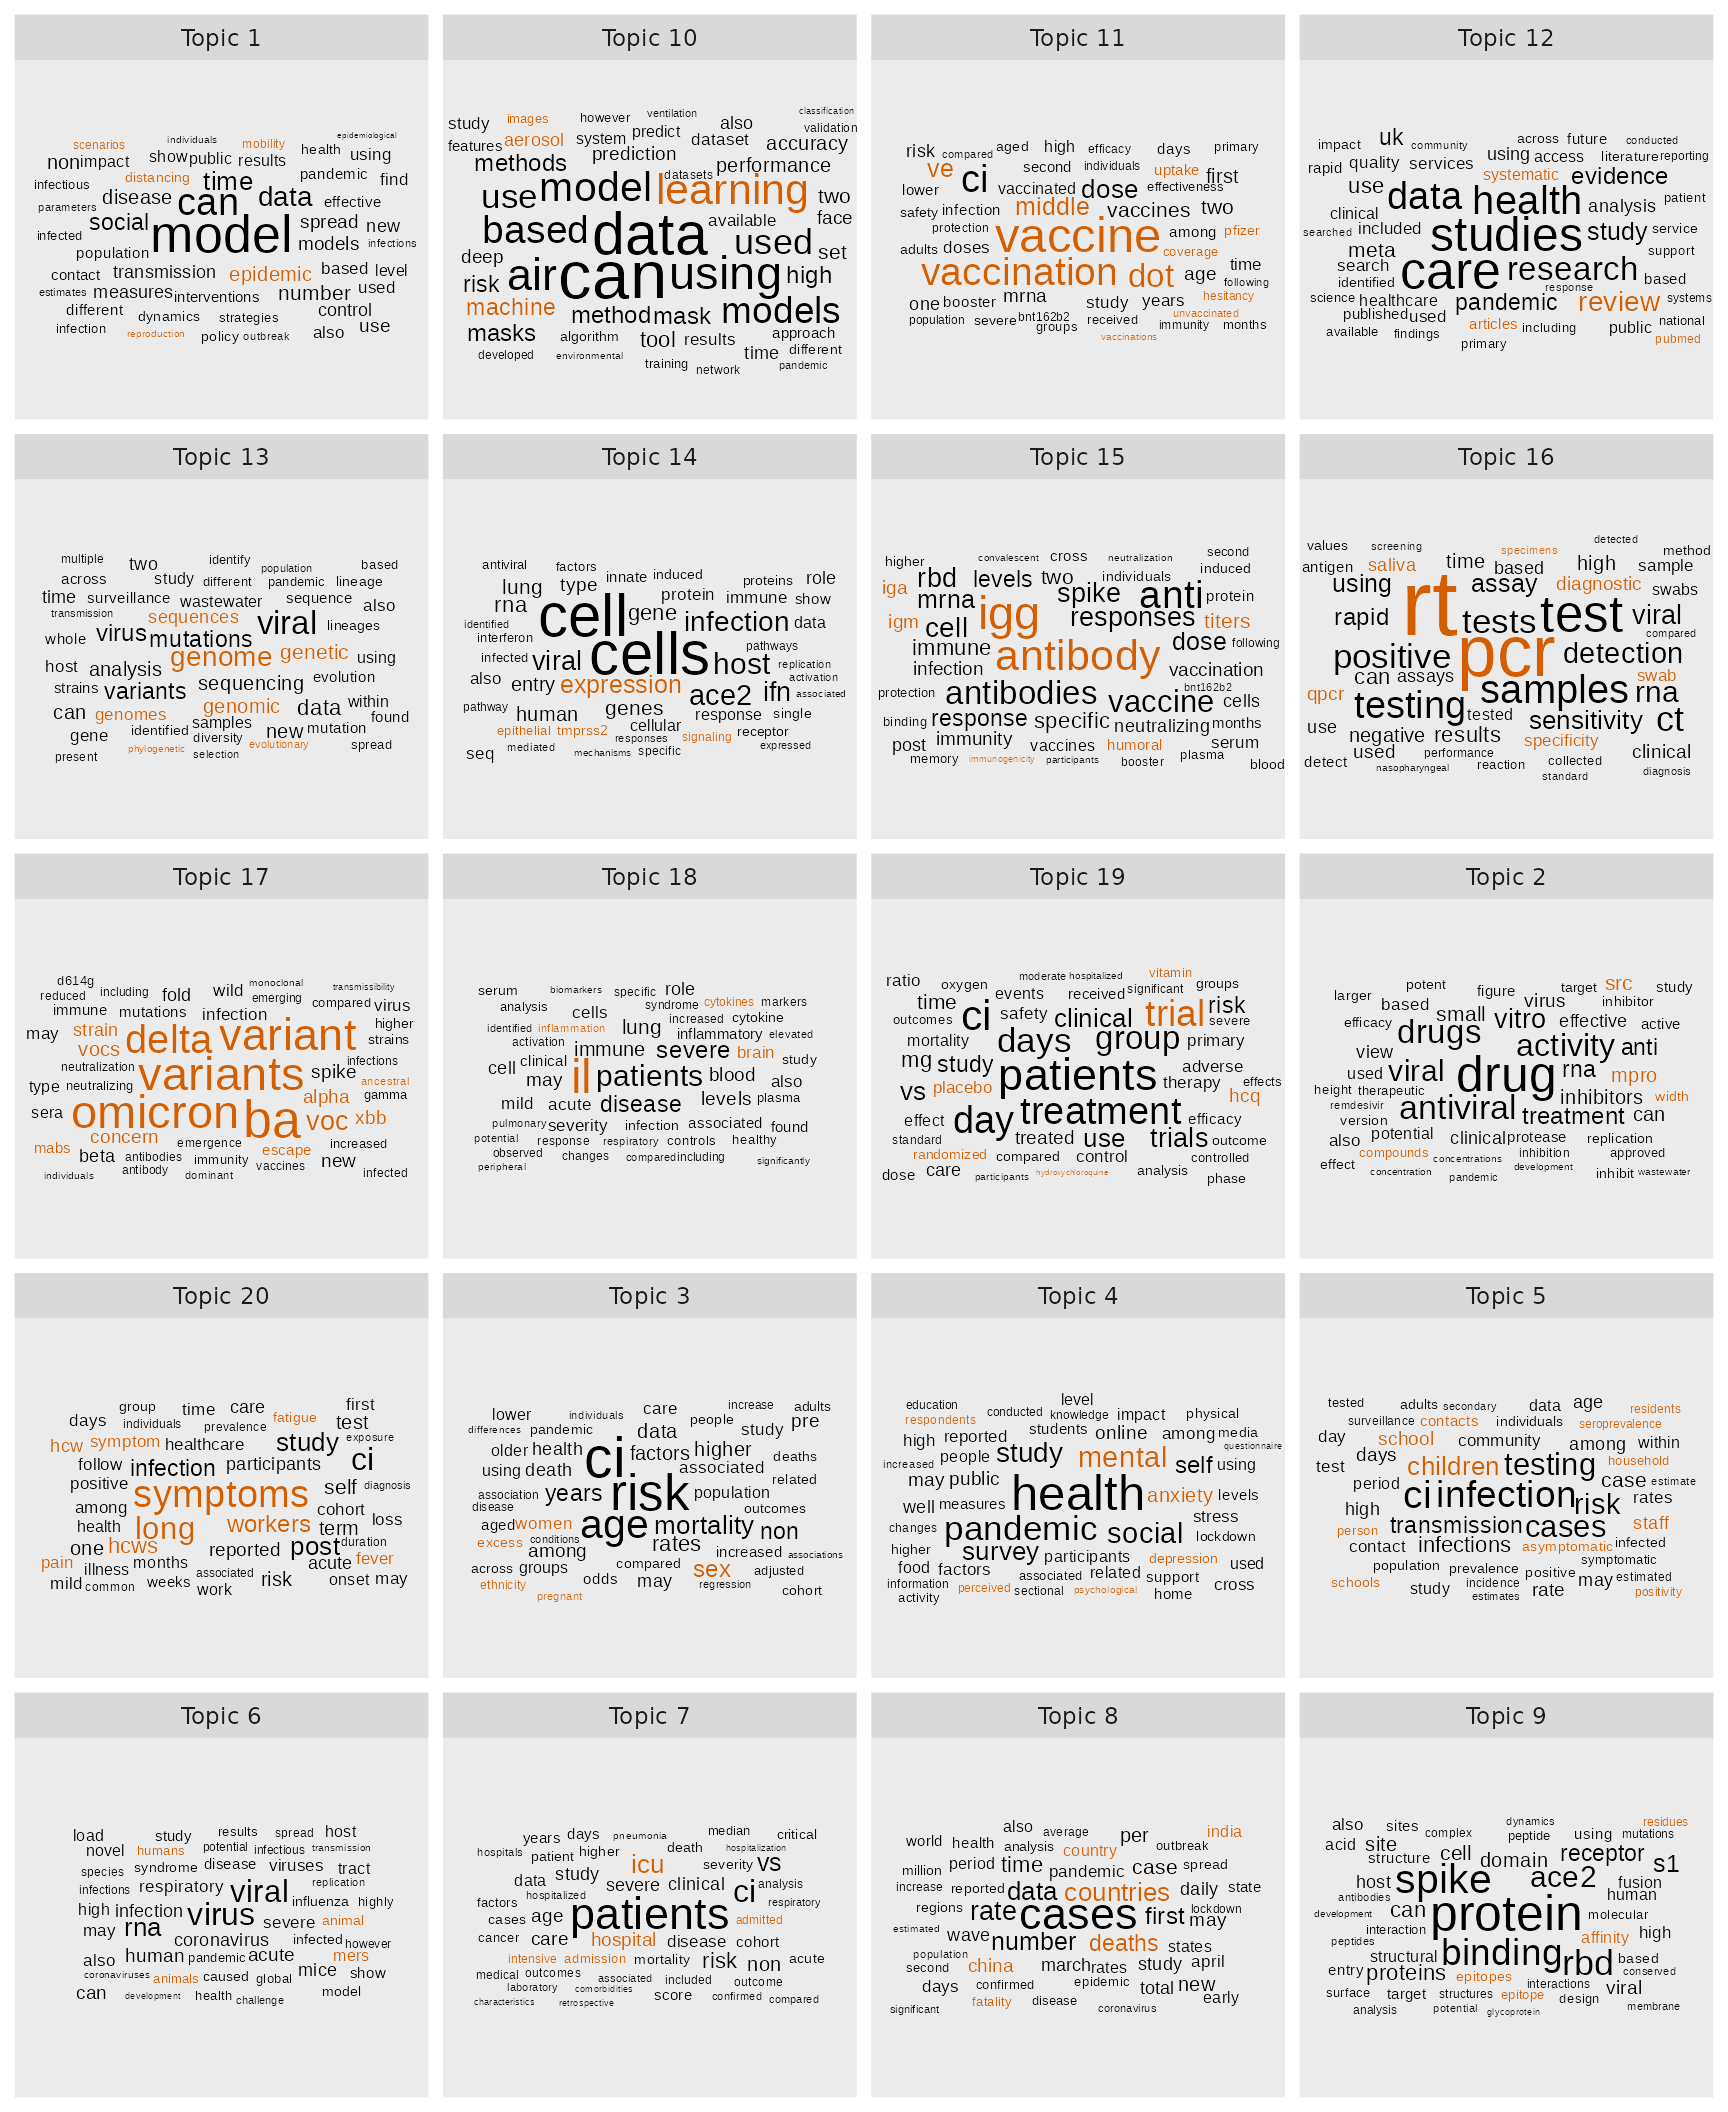 Topic 1
scenarios individuals mobility epidemiological
nonimpact show public results health using
infectious distancing time pandemic find
parameters disease can data effective
infected social model spread new
population models infections
contact transmission epidemic based level
estimates measures interventions number used
different dynamics strategies control
infection reproduction policy outbreak also use
Topic 10
study images however ventilation also classification
features aerosol system predict dataset accuracy validation
methods prediction datasets performance
use model learning two
based data available used face
deep air can using high set
risk machine method mask models
masks algorithm tool results approach
developed environmental training network time different
pandemic
Topic 11
risk compared aged high efficacy days primary
ve ci second individuals uptake first
lower vaccinated dose effectiveness
safety infection middle vaccines two
protection vaccine among pfizer
adults doses coverage
vaccination dot age time
one booster mrna study years following hesitancy
population severe bnt162b2 groups received unvaccinated immunity months
vaccinations
Topic 12
impact uk community across future conducted
rapid quality services using access literature reporting
use systematic evidence
clinical data health analysis patient
searched included studies study service
meta support
search care research based
identified response
science healthcare pandemic review systems
published used articles including public national
available findings primary pubmed
Topic 13
multiple two identify population based
across study different pandemic lineage
time surveillance wastewater sequence also
transmission sequences viral lineages
whole virus mutations
host analysis genome genetic using
strains variants sequencing evolution
can genomes genomic data within
gene identified samples new mutation found
diversity
present phylogenetic selection evolutionary spread
Topic 14
antiviral factors innate induced proteins role
lung type protein immune show
rna cell gene infection data
identified interferon pathways
infected viral cells host replication
also entry expression ace2 ifn activation associated
pathway human genes response single
epithelial tmprss2 cellular signaling receptor
responses
seq mediated mechanisms specific expressed
Topic 15
higher convalescent cross neutralization second
iga rbd levels two individuals induced
mrna spike anti protein
igm cell igg responses titers
immune dose following
infection antibody vaccination
protection antibodies vaccine bnt162b2 cells
binding response specific neutralizing months
post immunity vaccines humoral serum
memory immunogenicity participants booster plasma blood
Topic 16
values screening specimens detected method
antigen saliva time based high sample
using rt assay diagnostic swabs
rapid tests test viral
compared
positive pcr detection
can assays swab
qpcr testing samples rna
use tested sensitivity ct
negative results specificity
detect used performance collected clinical
nasopharyngeal reaction standard diagnosis
Topic 17
d614g including fold wild monoclonal transmissibility
reduced emerging compared virus
immune mutations infection higher
may strain delta variant strains
vocs infections
neutralization variants spike
type neutralizing ancestral
sera omicron ba alpha gamma
voc xbb
mabs concern emergence escape increased
beta antibodies immunity vaccines new
individuals antibody dominant infected
Topic 18
serum biomarkers specific role
analysis cells syndrome cytokines markers
identified inflammation lung increased cytokine
activation inflammatory elevated
clinical immune severe brain study
cell may il patients blood also
mild acute disease levels plasma
pulmonary severity infection associated found
potential response respiratory controls healthy
observed changes compared including
peripheral significantly
Topic 19
ratio oxygen moderate hospitalized vitamin
time events received significant groups
outcomes ci safety clinical trial risk
severe
mortality days group primary
mg study adverse
vs placebo patients therapy effects
hcq
effect day treatment efficacy
standard treated use trials outcome
randomized compared control controlled
dose care participants hydroxychloroquine analysis phase
Topic 2
larger potent figure target src study
based small virus inhibitor
efficacy drugs vitro effective active
view activity anti
used viral drug rna mpro
height therapeutic
remdesivir antiviral inhibitors width
version treatment can
also potential clinical protease replication
effect compounds concentrations inhibition approved
concentration pandemic development inhibit wastewater
Topic 20
group time care first
days individuals prevalence fatigue test
hcw symptom healthcare study exposure
follow infection participants ci
positive self diagnosis
among symptoms cohort
health long workers term loss
one hcws reported post duration
pain illness months acute fever
mild common weeks associated work risk onset may
Topic 3
lower individuals care increase adults
differences pandemic data people study pre
older health ci factors higher
using death associated deaths
related
association years risk population
disease outcomes
aged women age mortality non
excess conditions rates
among increased associations
across groups compared sex adjusted
ethnicity odds may regression cohort
pregnant
Topic 4
education level
respondents conducted knowledge impact physical
high reported students online among media
questionnaire
increased people study mental self using
may public
health anxiety levels
well measures stress
changes pandemic social lockdown
higher survey participants depression used
food factors associated related support
information perceived sectional psychological cross
activity home
Topic 5
tested adults secondary data age residents
surveillance contacts individuals seroprevalence
day school community among within
test days children testing household
period case estimate
high ci infection risk rates
person transmission cases staff
contact infections asymptomatic infected
symptomatic
population prevalence positive may estimated
schools study incidence rate positivity
estimates
Topic 6
load study results spread host
novel humans potential infectious transmission
species syndrome disease viruses tract
infections respiratory viral replication
high infection virus influenza highly
may rna severe animal
coronavirus infected however
also human pandemic acute mers
coronaviruses animals caused global mice show
can development health challenge model
Topic 7
years days pneumonia median critical
hospitals patient higher death hospitalization
data study icu severity vs
hospitalized severe clinical analysis
factors patients ci respiratory
cases age admitted
cancer care hospital disease cohort
intensive admission mortality risk non acute
medical outcomes associated included outcome
laboratory comorbidities score confirmed compared
characteristics retrospective
Topic 8
also average per india
world health analysis country outbreak
million period time pandemic case spread
increase reported data countries daily state
regions rate cases first lockdown
may
estimated wave number deaths states
population
second china march rates study april
days confirmed epidemic total new
significant fatality disease coronavirus early
Topic 9
also sites complex dynamics residues
acid site peptide using mutations
structure cell domain receptor s1
host spike ace2 fusion
antibodies human
development can protein molecular
interaction affinity high
peptides structural binding rbd based
entry proteins epitopes interactions conserved
surface target structures epitope design viral
analysis potential glycoprotein membrane